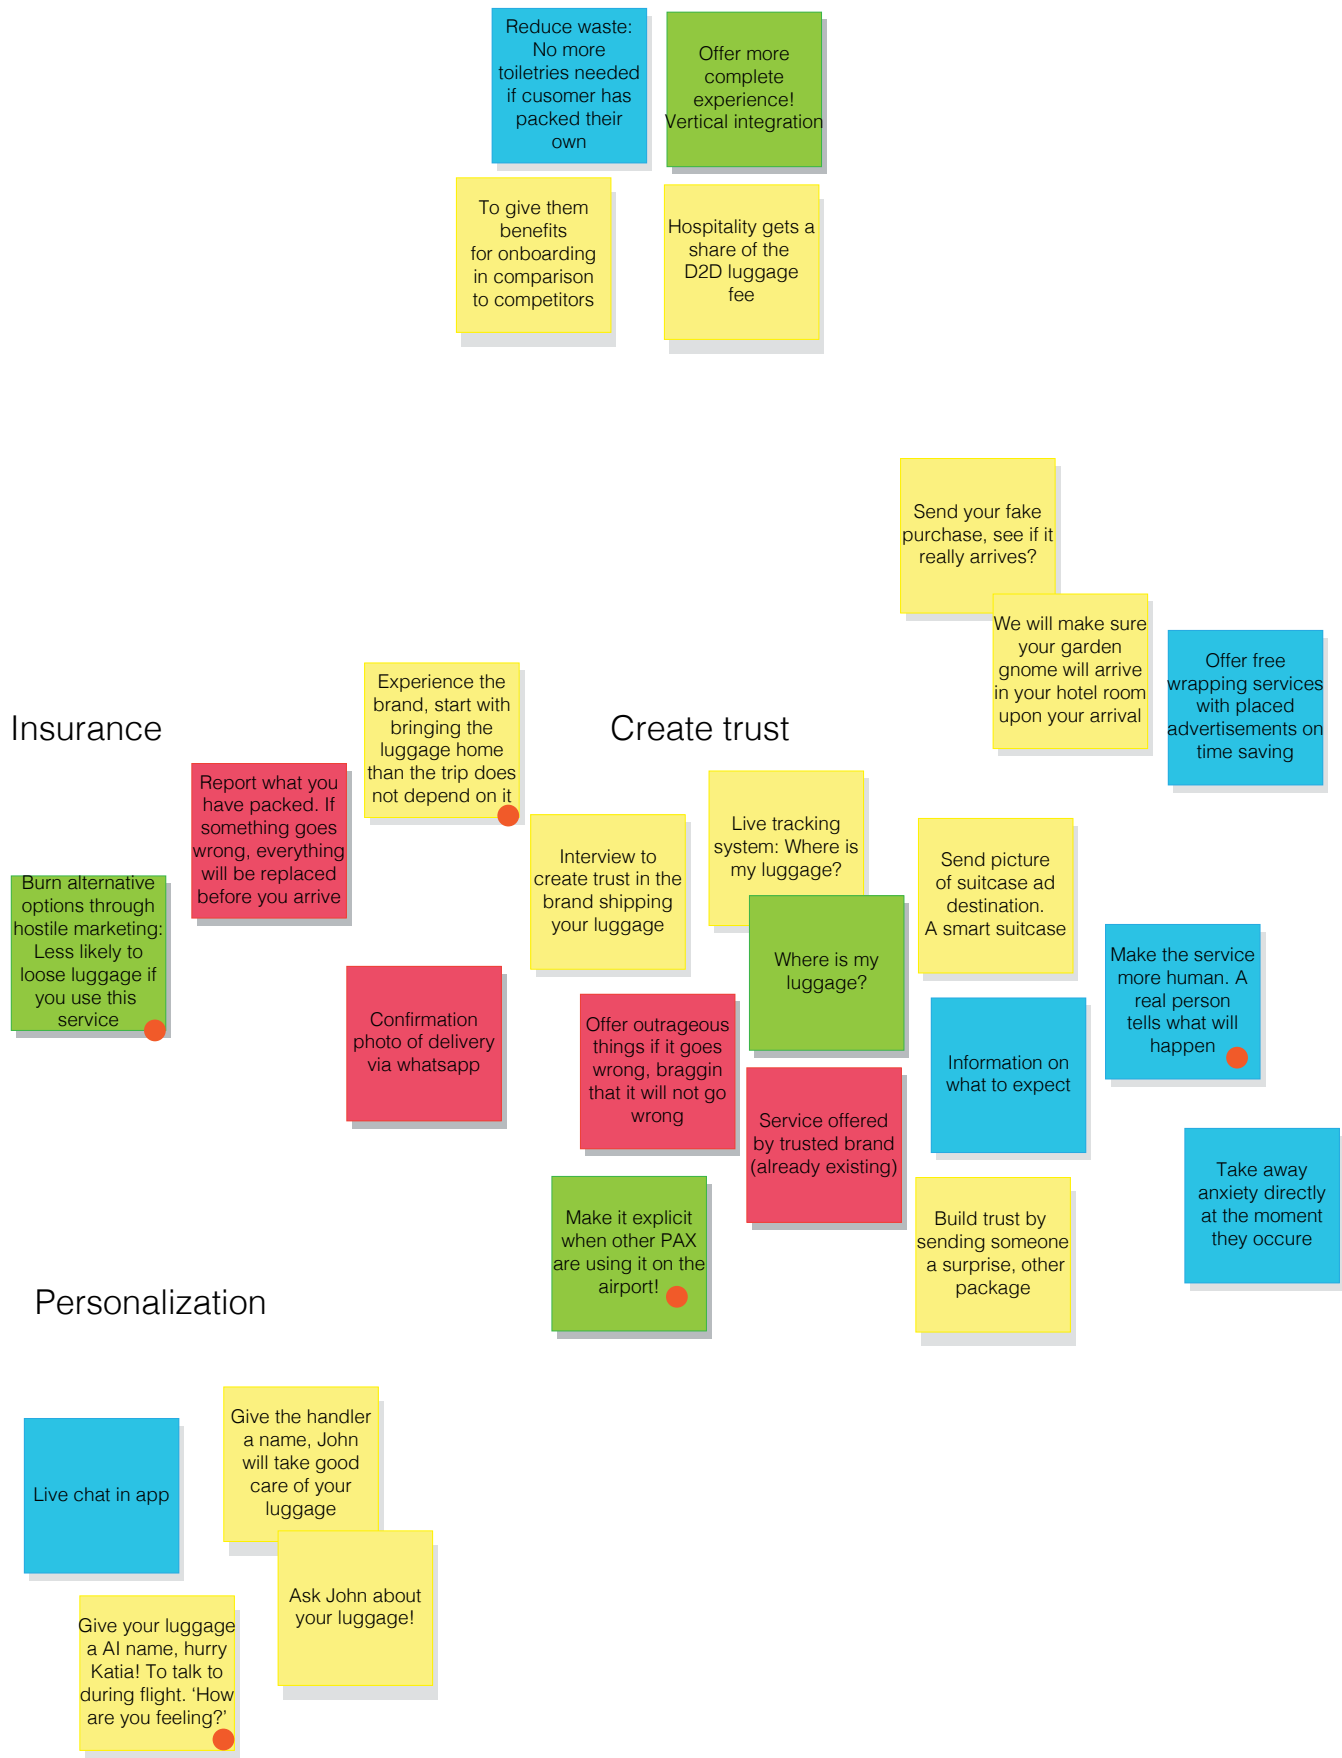 Reduce waste:
No more
toiletries needed
if cusomer has
packed their
own
Offer more
complete
experience!
Vertical integration
To give them
benefits
for onboarding
in comparison
to competitors
Hospitality gets a
share of the
D2D luggage
fee
Send your fake
purchase, see if it
really arrives?
We will make sure
your garden
gnome will arrive
in your hotel room
upon your arrival
Offer free
wrapping services
with placed
advertisements on
time saving
Insurance
Experience the
brand, start with
bringing the
luggage home
than the trip does
not depend on it
Report what you
have packed. If
something goes
wrong, everything
will be replaced
before you arrive
Burn alternative
options through
hostile marketing:
Less likely to
loose luggage if
you use this
service
Confirmation
photo of delivery
via whatsapp
Create trust
Interview to
create trust in the
brand shipping
your luggage
Live tracking
system: Where is
my luggage?
Where is my
luggage?
Send picture
of suitcase ad
destination.
A smart suitcase
Make the service
more human. A
real person
tells what will
happen
Offer outrageous
things if it goes
wrong, braggin
that it will not go
wrong
Service offered
by trusted brand
(already existing)
Information on
what to expect
Take away
anxiety directly
at the moment
they occure
Make it explicit
when other PAX
are using it on the
airport!
Build trust by
sending someone
a surprise, other
package
Personalization
Live chat in app
Give the handler
a name, John
will take good
care of your
luggage
Ask John about
your luggage!
Give your luggage
a AI name, hurry
Katia! To talk to
during flight. ‘How
are you feeling?’